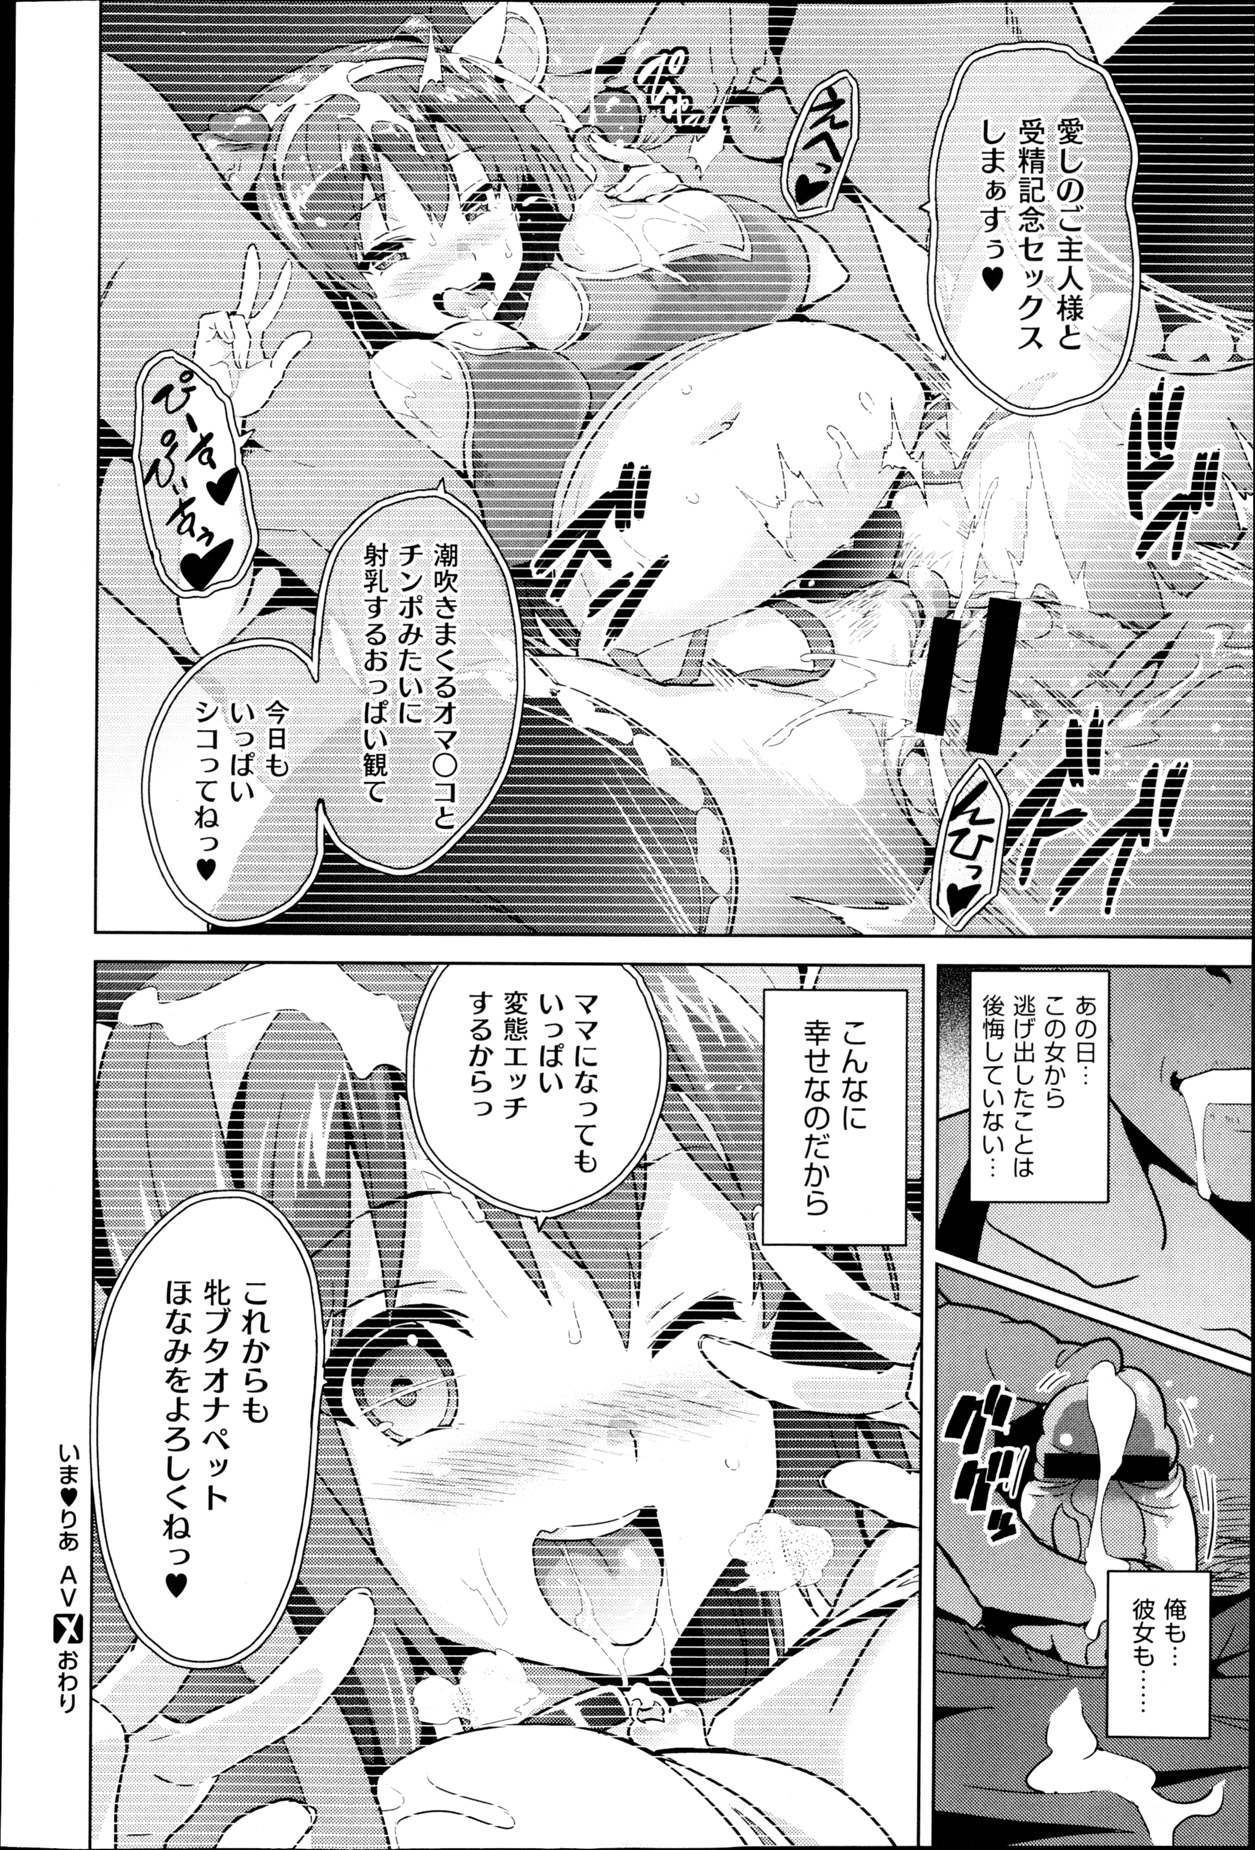 愛しのご主人様と
受精記念セックス
しまぁすぅ♥
えへっ♥
ぴーす♥
ぴぃすっ♥
潮吹きまくるオマ〇コと
チンポみたいに
射乳するおっぱい観て
今日も
いっぱい
シコってねっ♥
んひっ♥
あの日…
この女から
逃げ出したことは
後悔していない…
俺も…
彼女も……
こんなに
幸せなのだから
ママになっても
いっぱい
変態エッチ
するからっ
これからも
牝ブタオナペット
ほなみをよろしくねっ♥
いま♥りあ AV X おわり